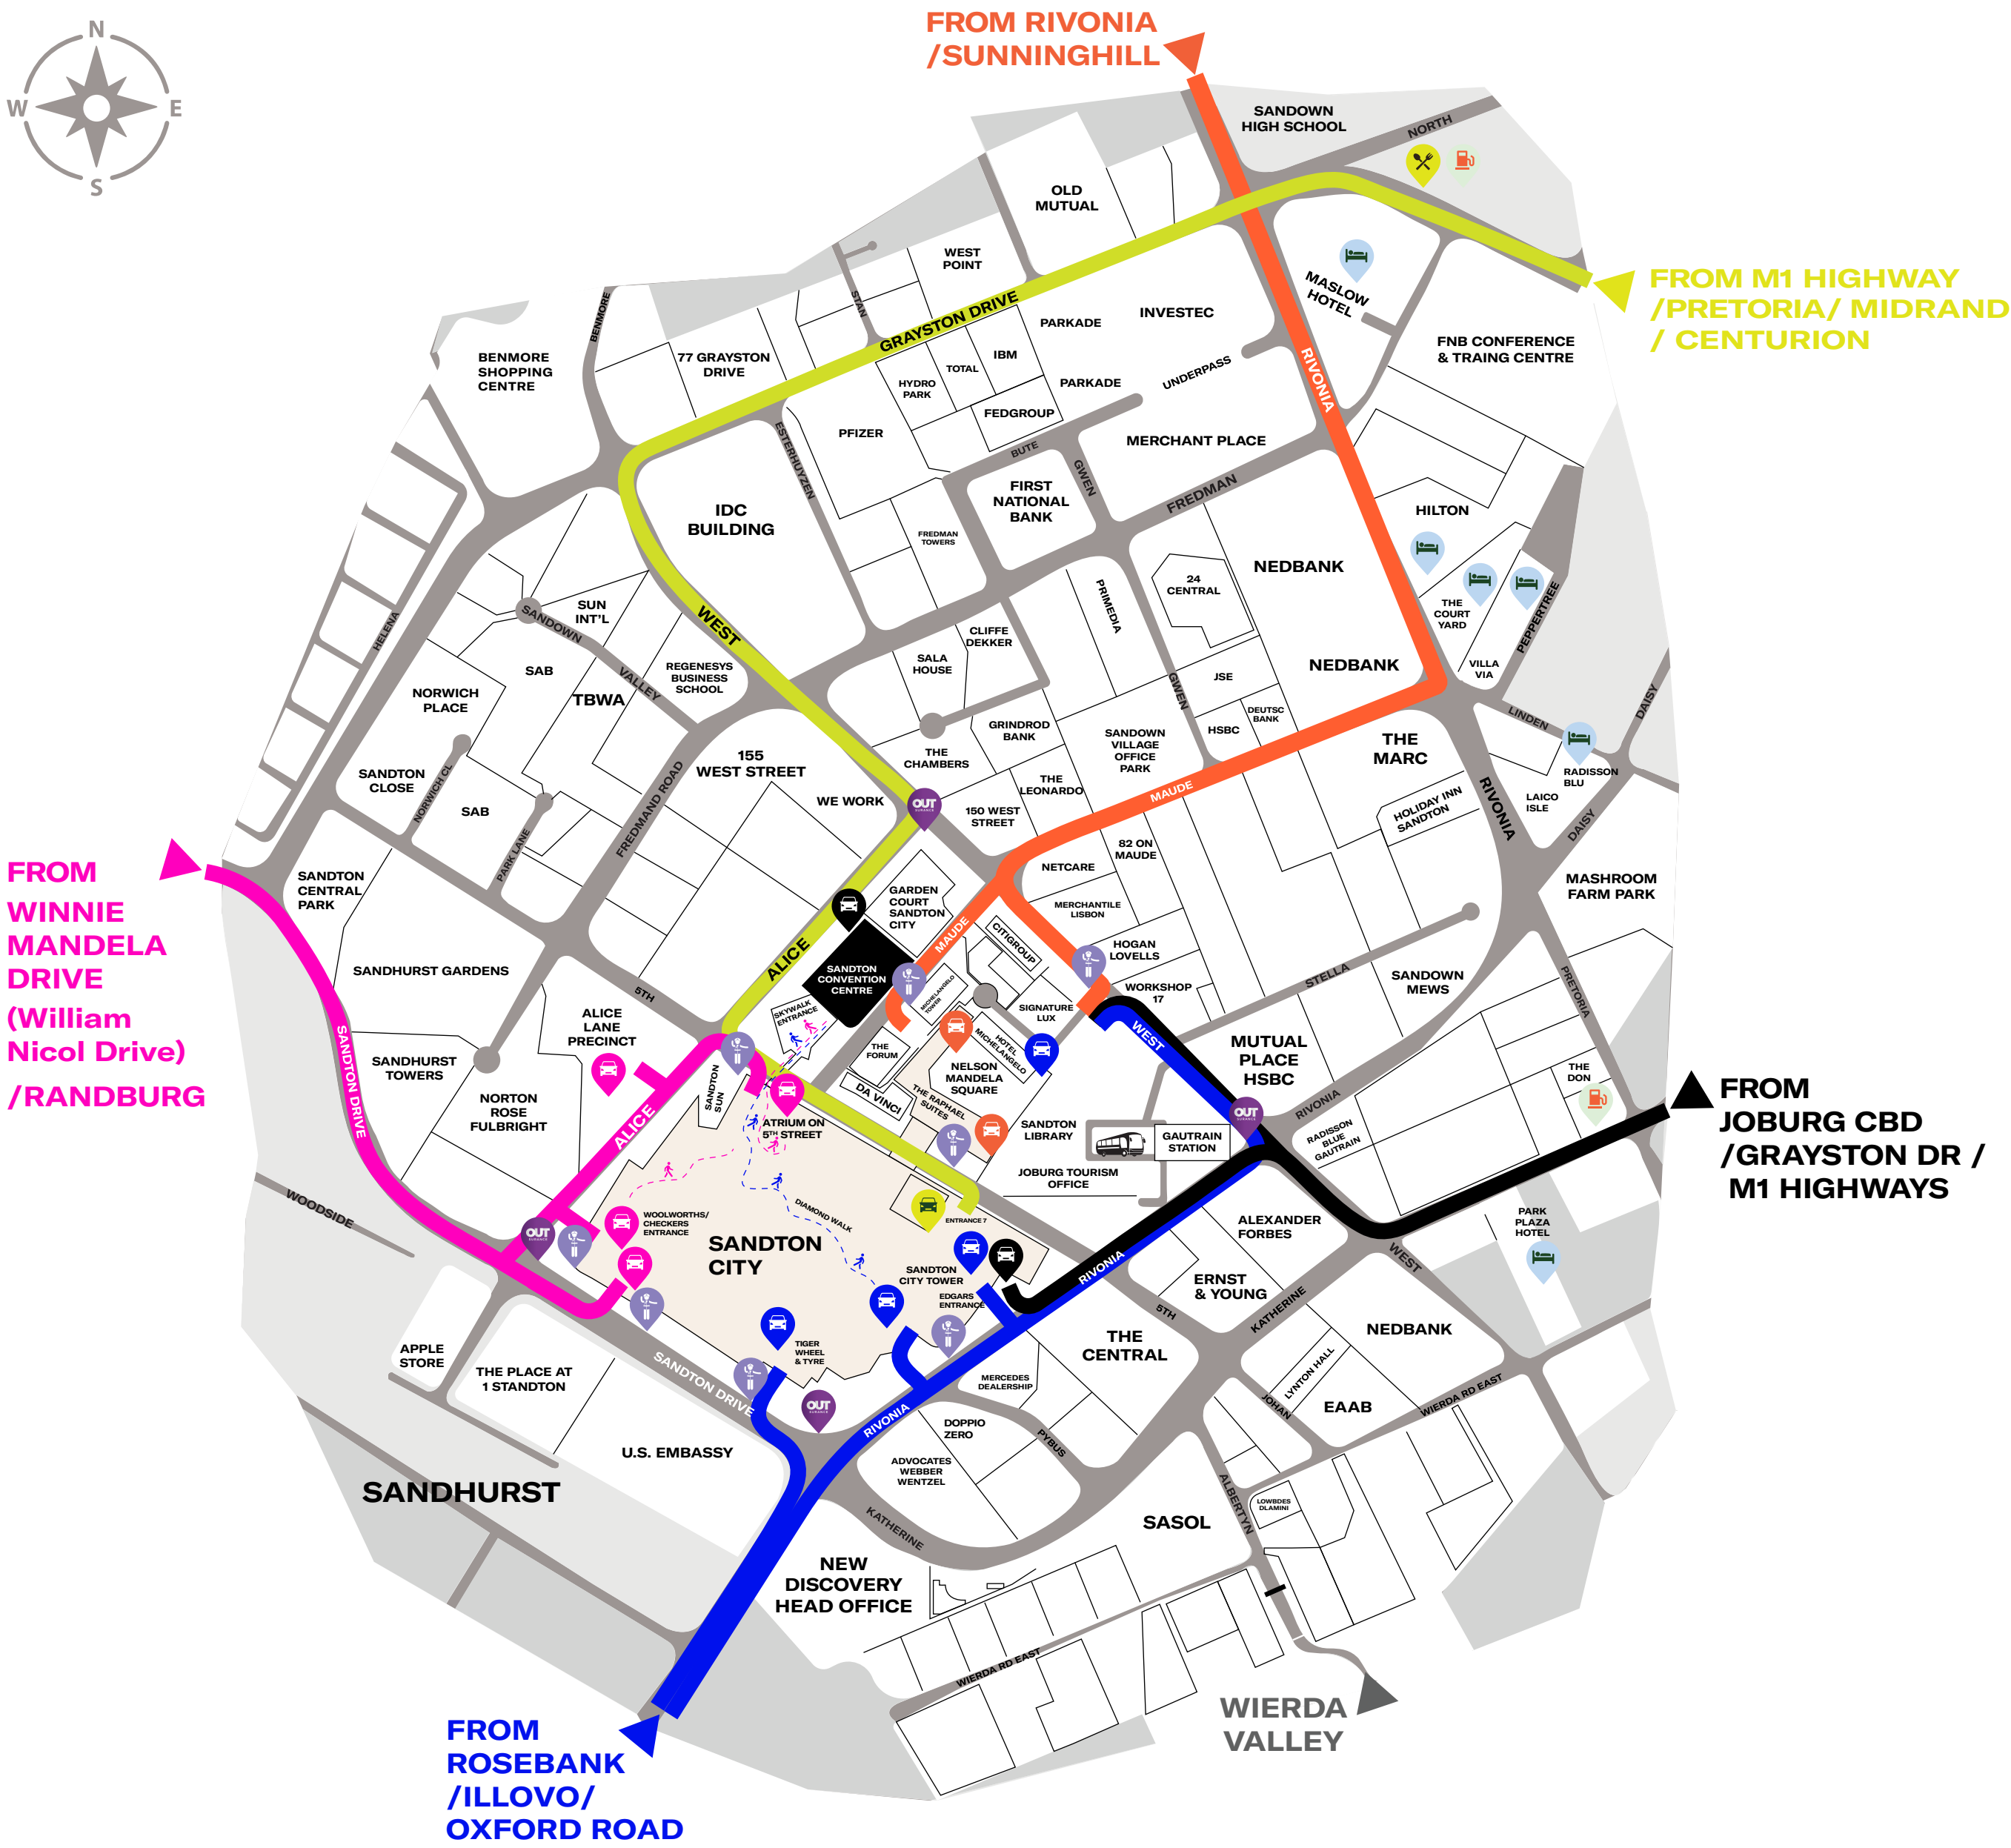 FROM RIVONIA
/SUNNINGHILL
N
W
E
S
SANDOWN
HIGH SCHOOL
NORTH
OLD
MUTUAL
WEST
POINT
STAN
BENMORE
GRAYSTON DRIVE
MASLOW
HOTEL
FROM M1 HIGHWAY
/PRETORIA/ MIDRAND
/ CENTURION
INVESTEC
PARKADE
FNB CONFERENCE
& TRAING CENTRE
BENMORE
SHOPPING
CENTRE
77 GRAYSTON
DRIVE
IBM
TOTAL
HYDRO
PARK
PARKADE
UNDERPASS
RIVONIA
FEDGROUP
PFIZER
ESTERHUYZEN
BUTE
GWEN
MERCHANT PLACE
FREDMAN
FIRST
NATIONAL
BANK
IDC
BUILDING
HILTON
FREDMAN
TOWERS
NEDBANK
24
CENTRAL
PRIMEDIA
THE
COURT
YARD
PEPPERTREE
HELENA
SUN
INT'L
SANDOWN
WEST
CLIFFE
DEKKER
SALA
HOUSE
NEDBANK
VILLA
VIA
SAB
VALLEY
REGENESYS
BUSINESS
SCHOOL
JSE
GWEN
NORWICH
PLACE
TBWA
DAISY
DEUTSC
BANK
HSBC
LINDEN
GRINDROD
BANK
SANDOWN
VILLAGE
OFFICE
PARK
THE
MARC
155
WEST STREET
THE
CHAMBERS
RADISSON
BLU
SANDTON
CLOSE
NORWICH CL
THE
LEONARDO
MAUDE
HOLIDAY INN
SANDTON
RIVONIA
LAICO
ISLE
DAISY
SAB
FREDMAND ROAD
WE WORK
OUT
SURANCE
150 WEST
STREET
PARK LANE
82 ON
MAUDE
NETCARE
FROM
WINNIE
MANDELA
DRIVE
(William
Nicol Drive)
/RANDBURG
SANDTON
CENTRAL
PARK
GARDEN
COURT
SANDTON
CITY
MERCHANTILE
LISBON
MASHROOM
FARM PARK
MAUDE
CITIGROUP
HOGAN
LOVELLS
ALICE
SANDTON
CONVENTION
CENTRE
SANDHURST GARDENS
STELLA
SANDOWN
MEWS
PRETORIA
5TH
MICHELANGELO
TOWER
WORKSHOP
17
SKYWALK
ENTRANCE
SIGNATURE
LUX
ALICE
LANE
PRECINCT
SANDTON DRIVE
THE
FORUM
HOTEL
MICHELANGELO
WEST
MUTUAL
PLACE
HSBC
SANDHURST
TOWERS
NELSON
MANDELA
SQUARE
THE
DON
FROM
JOBURG CBD
/GRAYSTON DR /
M1 HIGHWAYS
SANDTON
SUN
DA VINCI
THE RAPHAEL
SUITES
NORTON
ROSE
FULBRIGHT
ALICE
ATRIUM ON
5TH STREET
SANDTON
LIBRARY
GAUTRAIN
STATION
OUT
SURANCE
RIVONIA
RADISSON
BLUE
GAUTRAIN
JOBURG TOURISM
OFFICE
WOODSIDE
DIAMOND WALK
OUT
SURANCE
WOOLWORTHS/
CHECKERS
ENTRANCE
ENTRANCE 7
ALEXANDER
FORBES
PARK
PLAZA
HOTEL
SANDTON
CITY
WEST
SANDTON
CITY TOWER
RIVONIA
ERNST
& YOUNG
EDGARS
ENTRANCE
5TH
KATHERINE
THE
CENTRAL
NEDBANK
APPLE
STORE
TIGER
WHEEL
& TYRE
THE PLACE AT
1 STANDTON
SANDTON DRIVE
MERCEDES
DEALERSHIP
LYNTON HALL
JOHAN
EAAB
WIERDA RD EAST
OUT
SURANCE
RIVONIA
DOPPIO
ZERO
PYBUS
U.S. EMBASSY
ADVOCATES
WEBBER
WENTZEL
SANDHURST
KATHERINE
ALBERTYN
LOWBDES
DLAMINI
SASOL
NEW
DISCOVERY
HEAD OFFICE
WIERDA RD EAST
WIERDA
VALLEY
FROM
ROSEBANK
/ILLOVO/
OXFORD ROAD